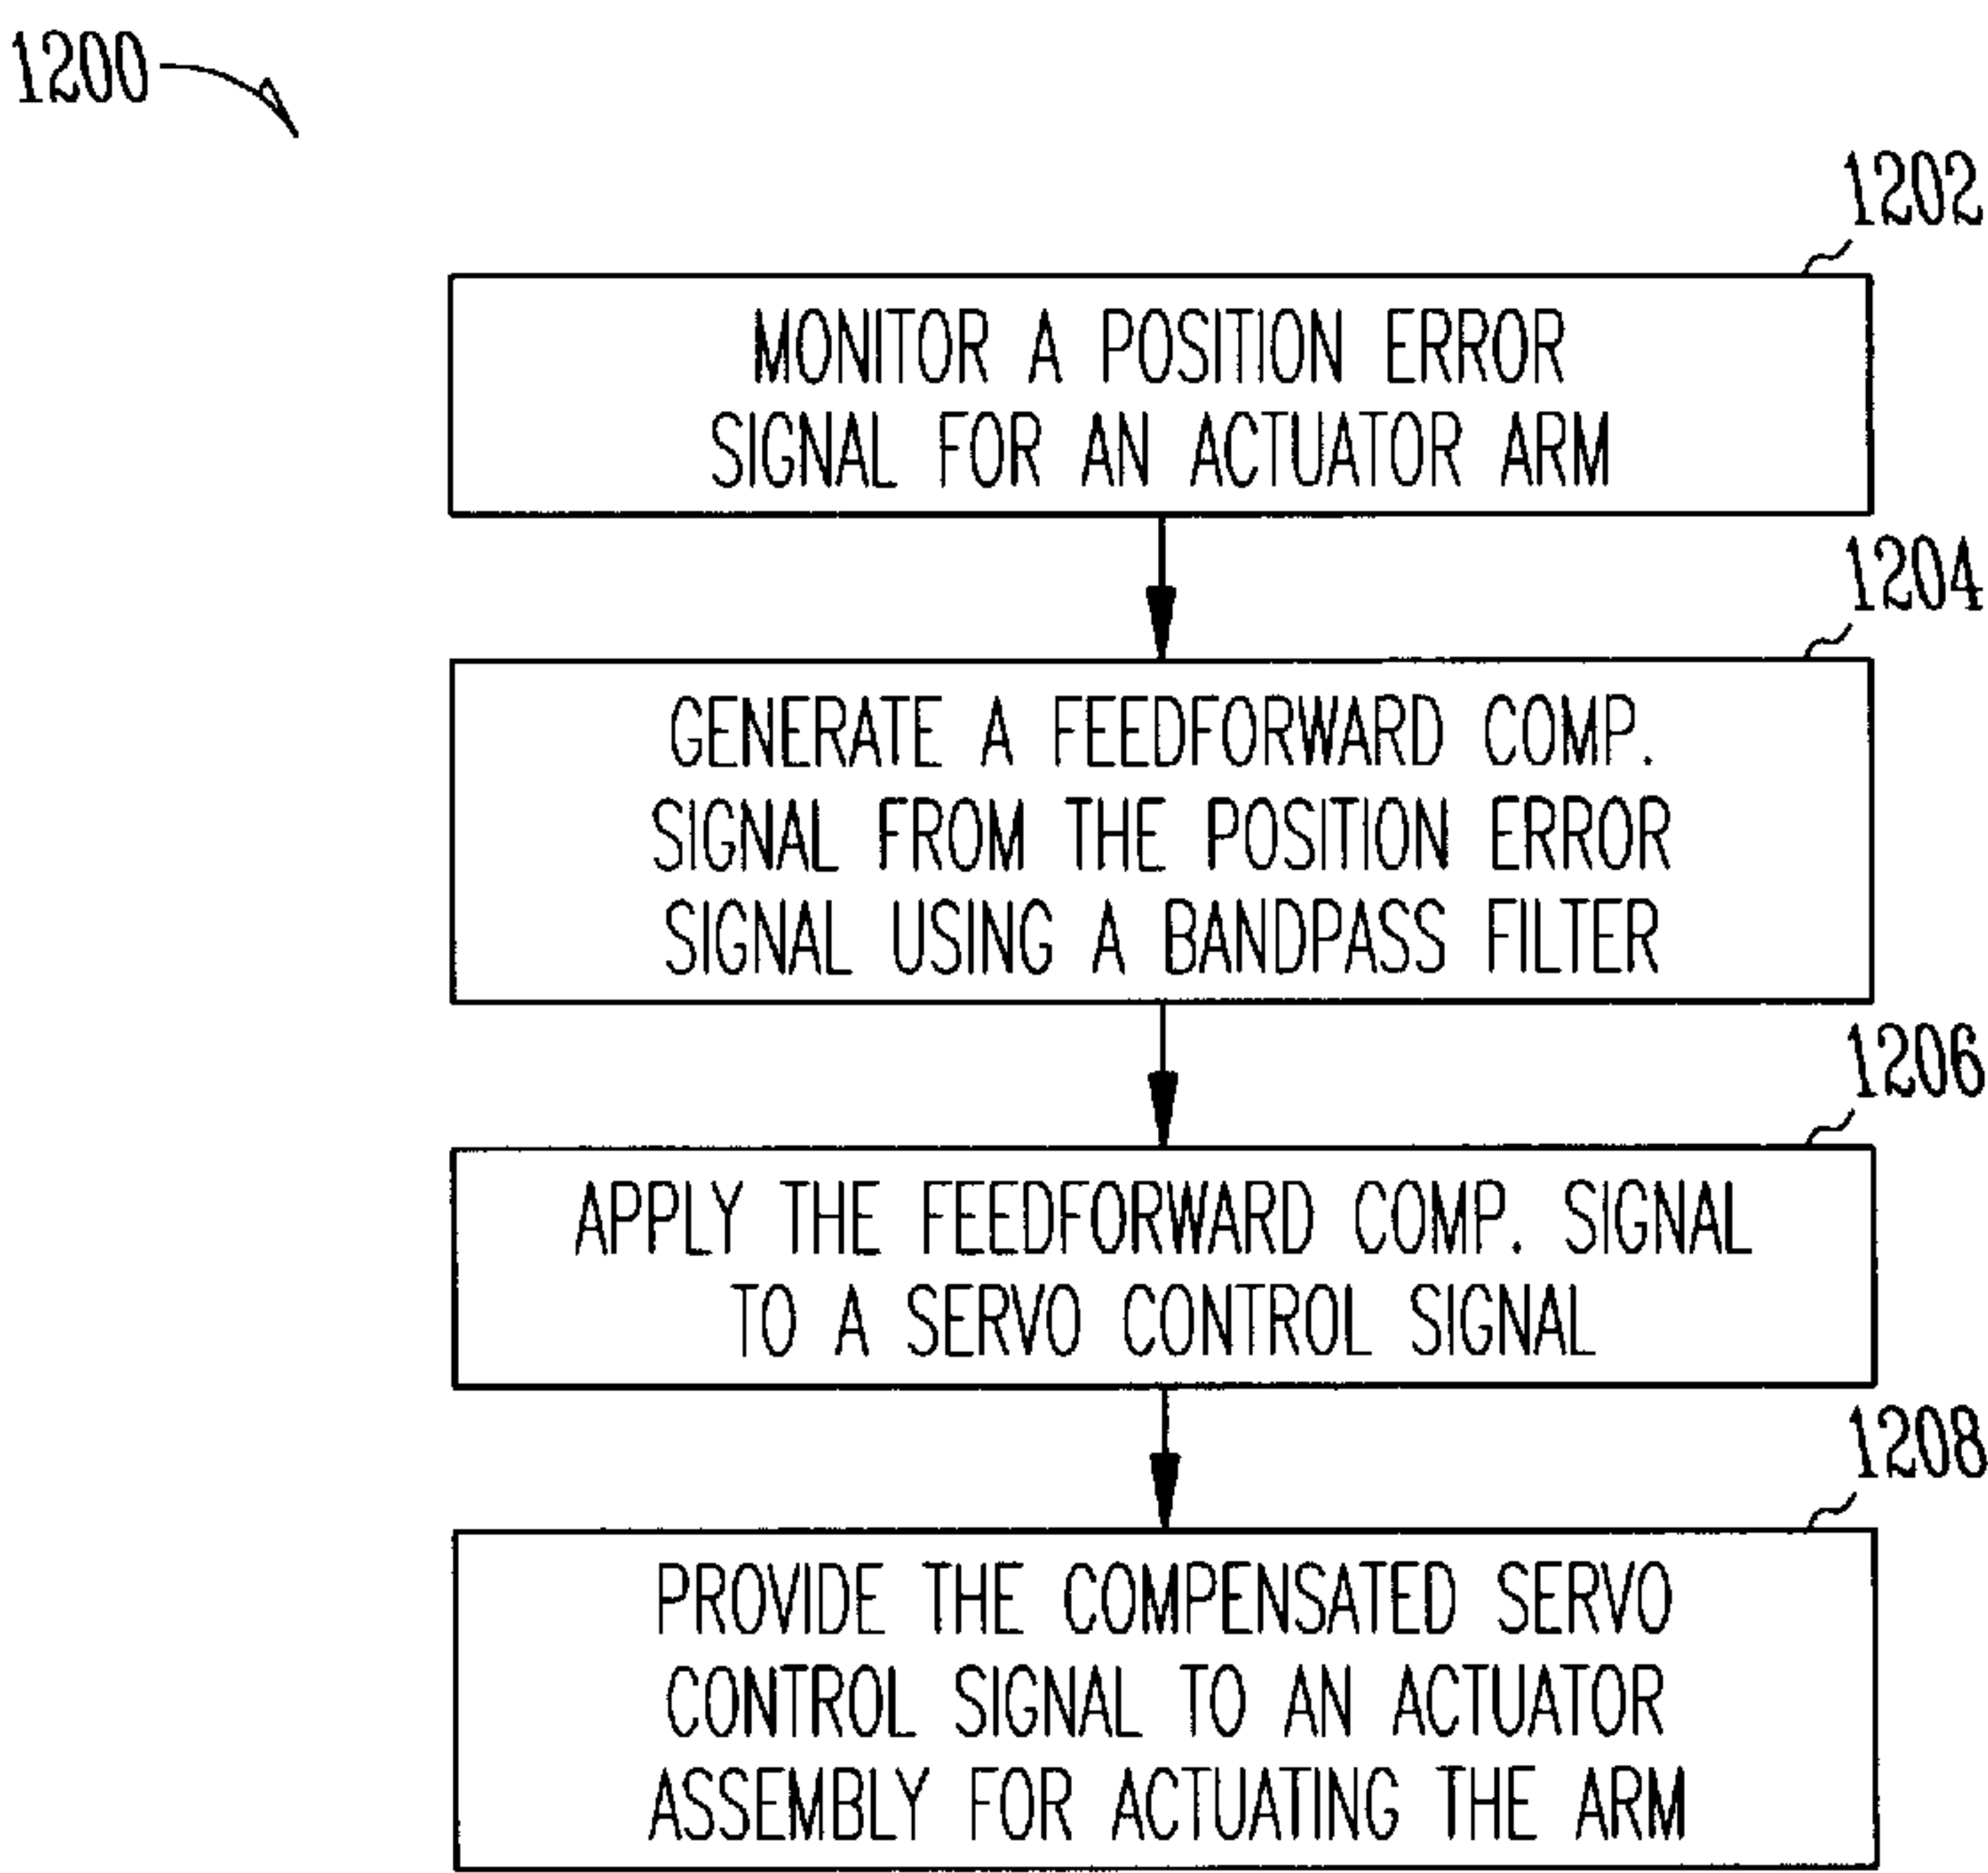 1200
1202
MONITOR A POSITION ERROR
SIGNAL FOR AN ACTUATOR ARM
1204
GENERATE A FEEDFORWARD COMP.
SIGNAL FROM THE POSITION ERROR
SIGNAL USING A BANDPASS FILTER
1206
APPLY THE FEEDFORWARD COMP. SIGNAL
TO A SERVO CONTROL SIGNAL
1208
PROVIDE THE COMPENSATED SERVO
CONTROL SIGNAL TO AN ACTUATOR
ASSEMBLY FOR ACTUATING THE ARM